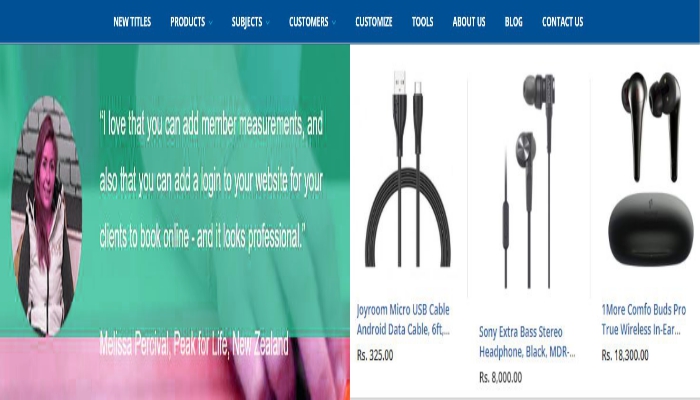 NEW TITLES PRODUCTS SUBJECTS CUSTOMERS CUSTOMIZE TOOLS ABOUT US BLOG CONTACT US
"I love that you can add member measurements, and
also that you can add a login to your website for your
clients to book online - and it looks professional."
Melissa Percival, Peak for Life, New Zealand
Joyroom Micro USB Cable
Android Data Cable, 6ft,...
Rs. 325.00
Sony Extra Bass Stereo
Headphone, Black, MDR-...
Rs. 8,000.00
1More Comfo Buds Pro
True Wireless In-Ear...
Rs. 18,300.00